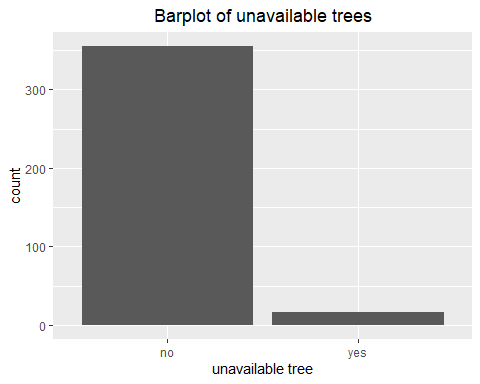 Barplot of unavailable trees
count
300
200
100
0
no yes
unavailable tree